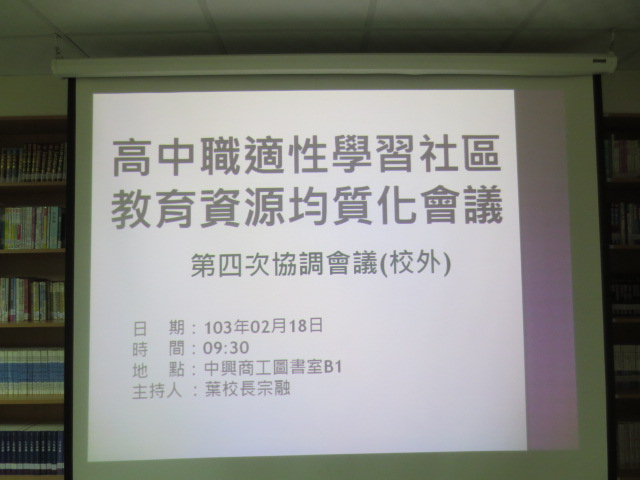 高中職適性學習社區
教育資源均質化會議
第四次協調會議(校外)
日 期：103年02月18日
時 間：09:30
地 點：中興商工圖書室B1
主持人：葉校長宗融